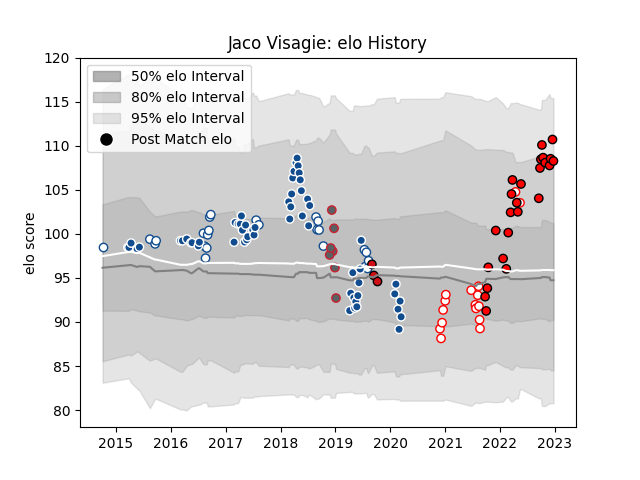 Jaco Visagie: elo History
50% elo Interval
80% elo Interval
95% elo Interval
Post Match elo
elo score
120
115
110
105
100
95
90
85
80
2015 2016 2017 2018 2019 2020 2021 2022 2023